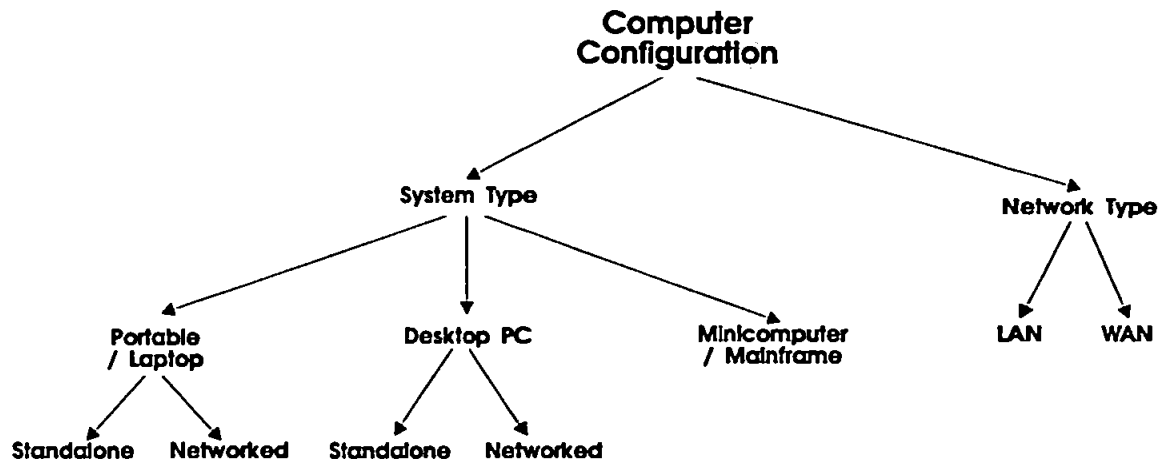 Computer
Configuration
System Type
Network Type
Portable
/ Laptop
Desktop PC
Minicomputer
/ Mainframe
LAN
WAN
Standalone
Networked
Standalone
Networked